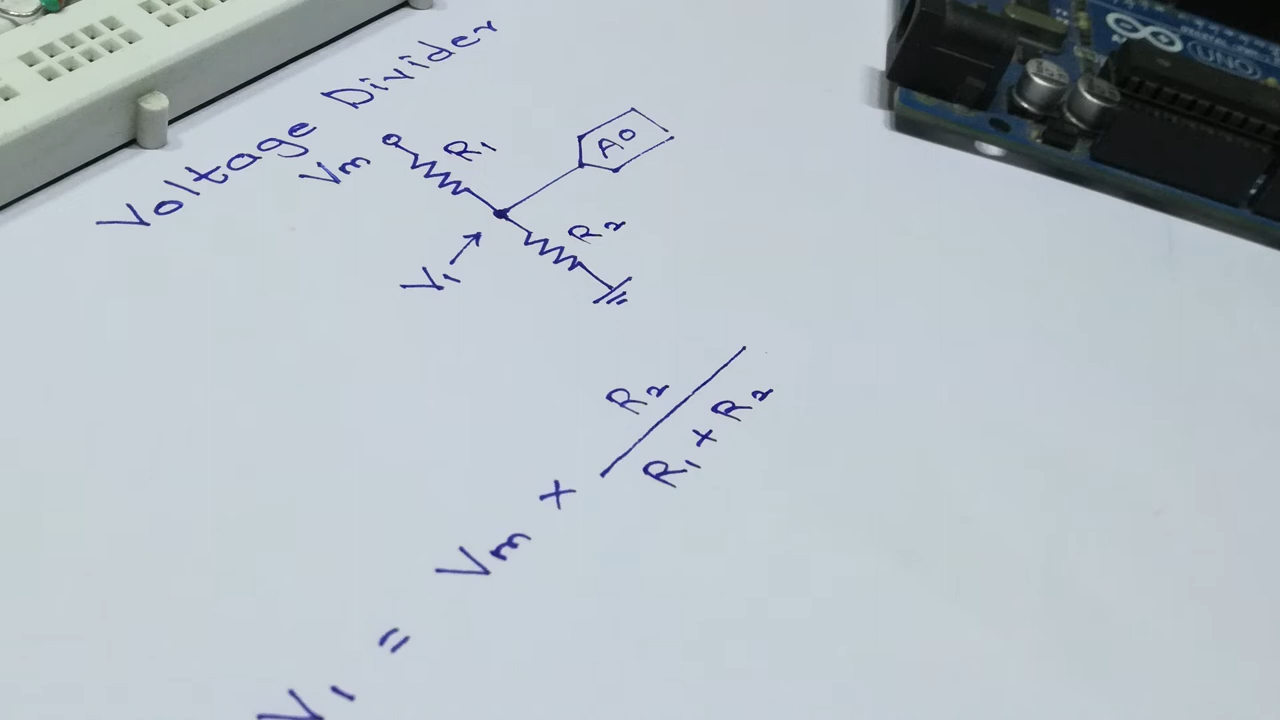 Voltage Divider
Vm
R1
A0
R2
V1
V1 = Vm × R2 / R1 + R2
UNO